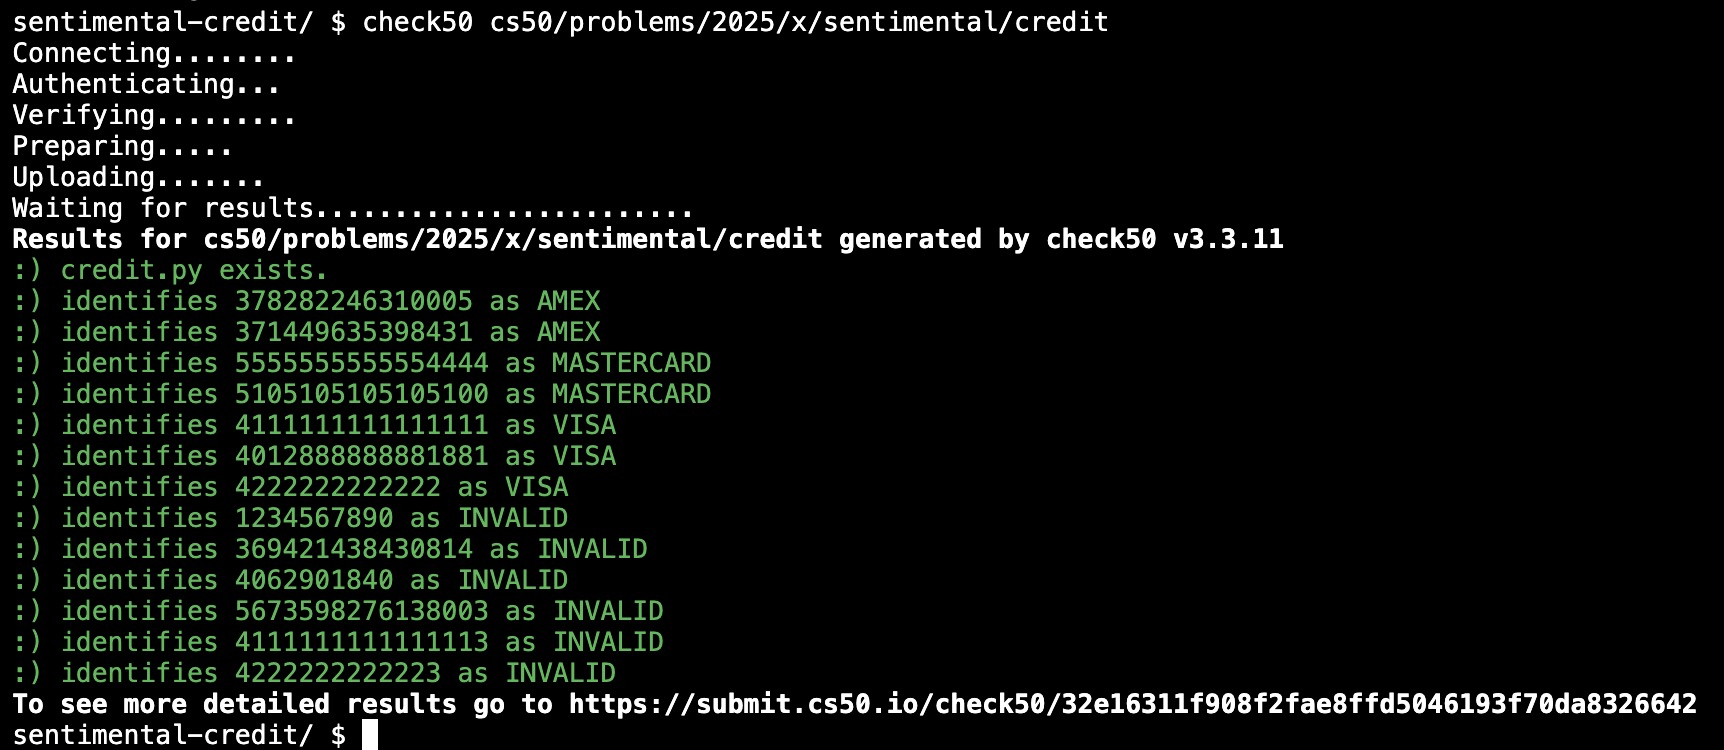 sentimental-credit/ $ check50 cs50/problems/2025/x/sentimental/credit
Connecting........
Authenticating...
Verifying.........
Preparing.....
Uploading.......
Waiting for results........................
Results for cs50/problems/2025/x/sentimental/credit generated by check50 v3.3.11
:) credit.py exists.
:) identifies 378282246310005 as AMEX
:) identifies 371449635398431 as AMEX
:) identifies 5555555555554444 as MASTERCARD
:) identifies 5105105105105100 as MASTERCARD
:) identifies 4111111111111111 as VISA
:) identifies 4012888888881881 as VISA
:) identifies 4222222222222 as VISA
:) identifies 1234567890 as INVALID
:) identifies 369421438430814 as INVALID
:) identifies 4062901840 as INVALID
:) identifies 5673598276138003 as INVALID
:) identifies 4111111111111113 as INVALID
:) identifies 4222222222223 as INVALID
To see more detailed results go to https://submit.cs50.io/check50/32e16311f908f2fae8ffd5046193f70da8326642
sentimental-credit/ $